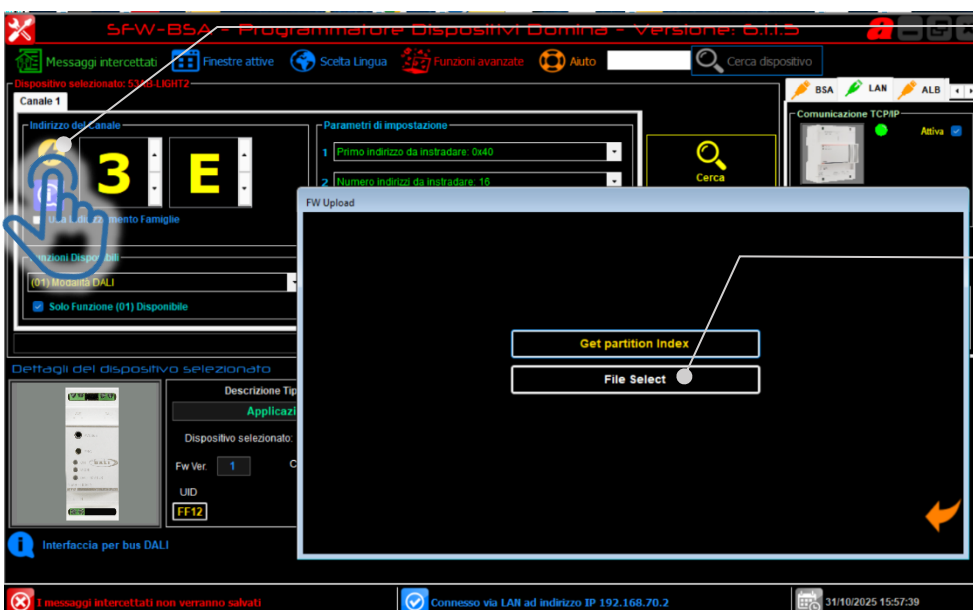 SFW-BSA - Programmatore Dispositivi Domina - Versione: 6.1.1.5
Messaggi intercettati
Finestre attive
Scelta Lingua
Funzioni avanzate
Aiuto
Cerca dispositivo
Dispositivo selezionato: 53AB-LIGHT2
BSA
LAN
ALB
Canale 1
Indirizzo del Canale
3
E
Parametri di impostazione
1 Primo indirizzo da instradare: 0x40
2 Numero indirizzi da instradare: 16
Cerca
Comunicazione TCP/IP
Attiva
FW Upload
Famiglie
(01) Modalità DALI
Solo Funzione (01) Disponibile
Get partition Index
File Select
Dettagli del dispositivo selezionato
Descrizione Tip
Applicazi
Dispositivo selezionato:
Fw Ver. 1
C
UID
FF12
Interfaccia per bus DALI
I messaggi intercettati non verranno salvati
Connesso via LAN ad indirizzo IP 192.168.70.2
31/10/2025 15:57:39